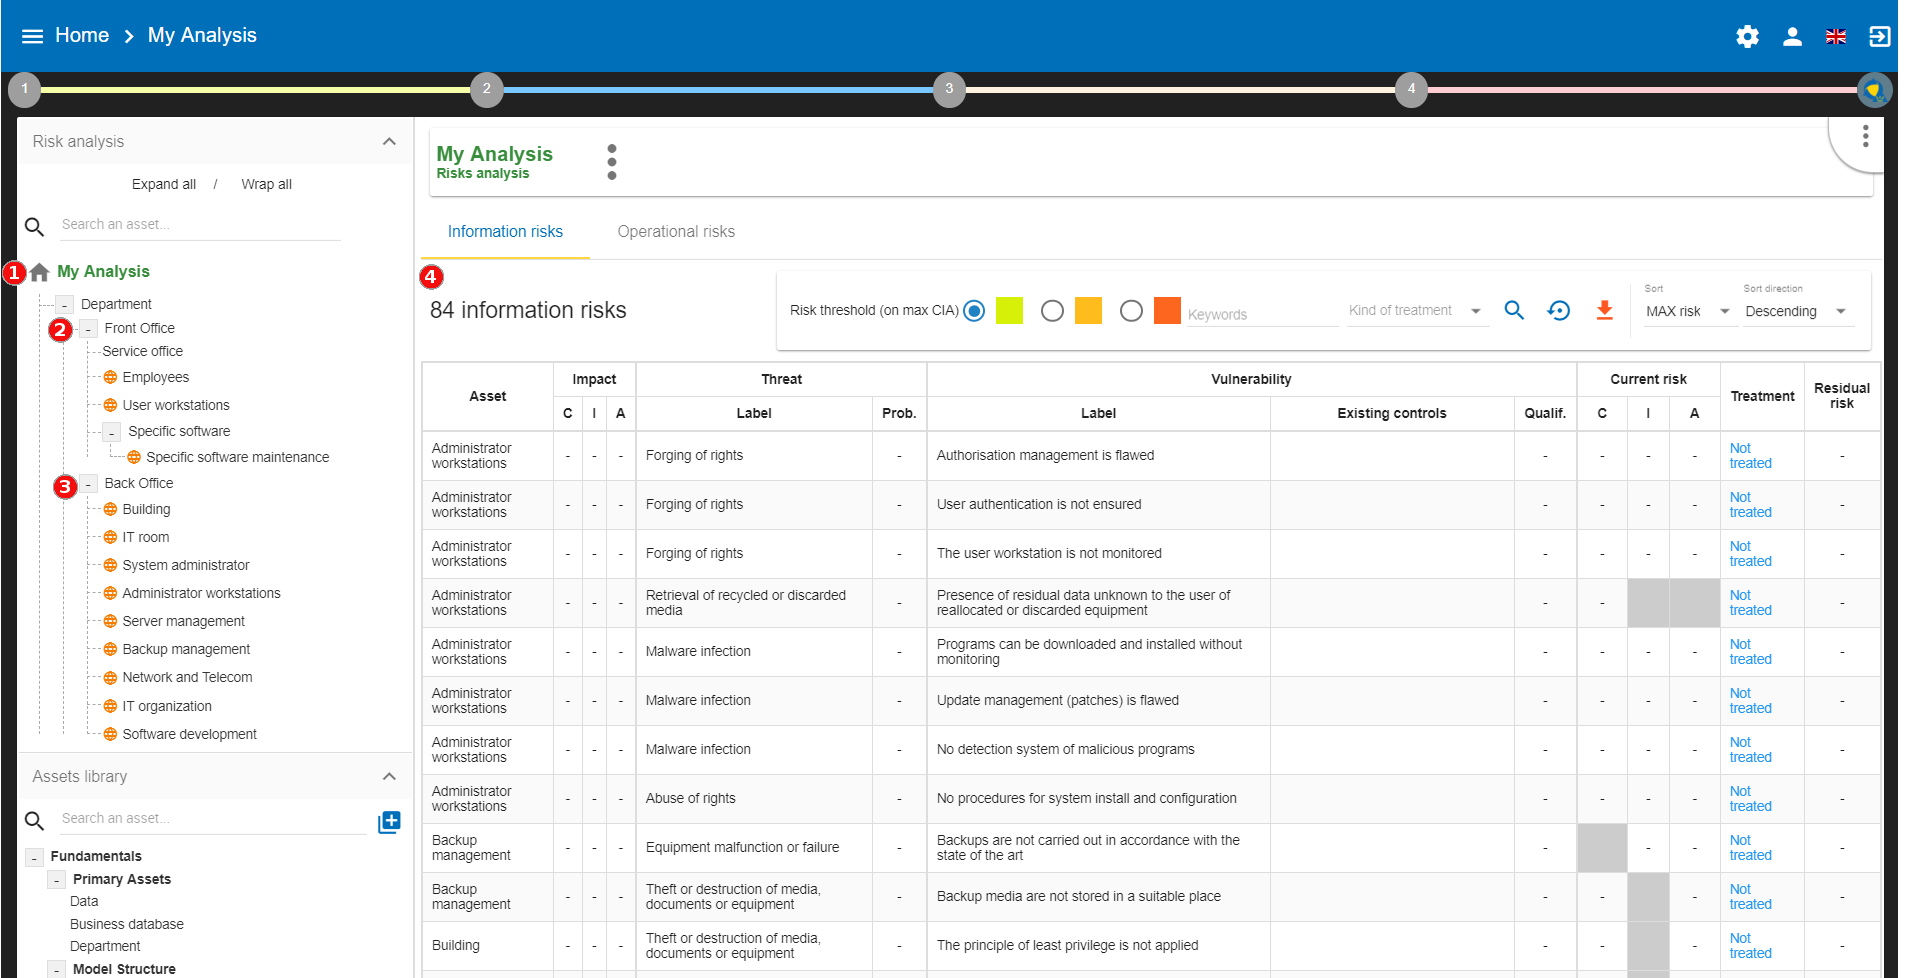 Home > My Analysis
1 2 3 4
Risk analysis
Expand all / Wrap all
Search an asset...
1 My Analysis
- Department
2 - Front Office
Service office
Employees
User workstations
- Specific software
Specific software maintenance
3 - Back Office
Building
IT room
System administrator
Administrator workstations
Server management
Backup management
Network and Telecom
IT organization
Software development
Assets library
Search an asset...
- Fundamentals
- Primary Assets
Data
Business database
Department
- Model Structure
My Analysis
Risks analysis
Information risks Operational risks
4
84 information risks
Risk threshold (on max CIA) Keywords Kind of treatment
Sort Sort direction
MAX risk Descending
Asset Impact Threat Vulnerability Current risk Treatment Residual risk
C I A Label Prob. Label Existing controls Qualif. C I A
Administrator workstations - - - Forging of rights - Authorisation management is flawed - - - - Not treated -
Administrator workstations - - - Forging of rights - User authentication is not ensured - - - - Not treated -
Administrator workstations - - - Forging of rights - The user workstation is not monitored - - - - Not treated -
Administrator workstations - - - Retrieval of recycled or discarded media - Presence of residual data unknown to the user of reallocated or discarded equipment - - Not treated -
Administrator workstations - - - Malware infection - Programs can be downloaded and installed without monitoring - - - - Not treated -
Administrator workstations - - - Malware infection - Update management (patches) is flawed - - - - Not treated -
Administrator workstations - - - Malware infection - No detection system of malicious programs - - - - Not treated -
Administrator workstations - - - Abuse of rights - No procedures for system install and configuration - - - - Not treated -
Backup management - - - Equipment malfunction or failure - Backups are not carried out in accordance with the state of the art - - - Not treated -
Backup management - - - Theft or destruction of media, documents or equipment - Backup media are not stored in a suitable place - - - Not treated -
Building - - - Theft or destruction of media, documents or equipment - The principle of least privilege is not applied - - - Not treated -